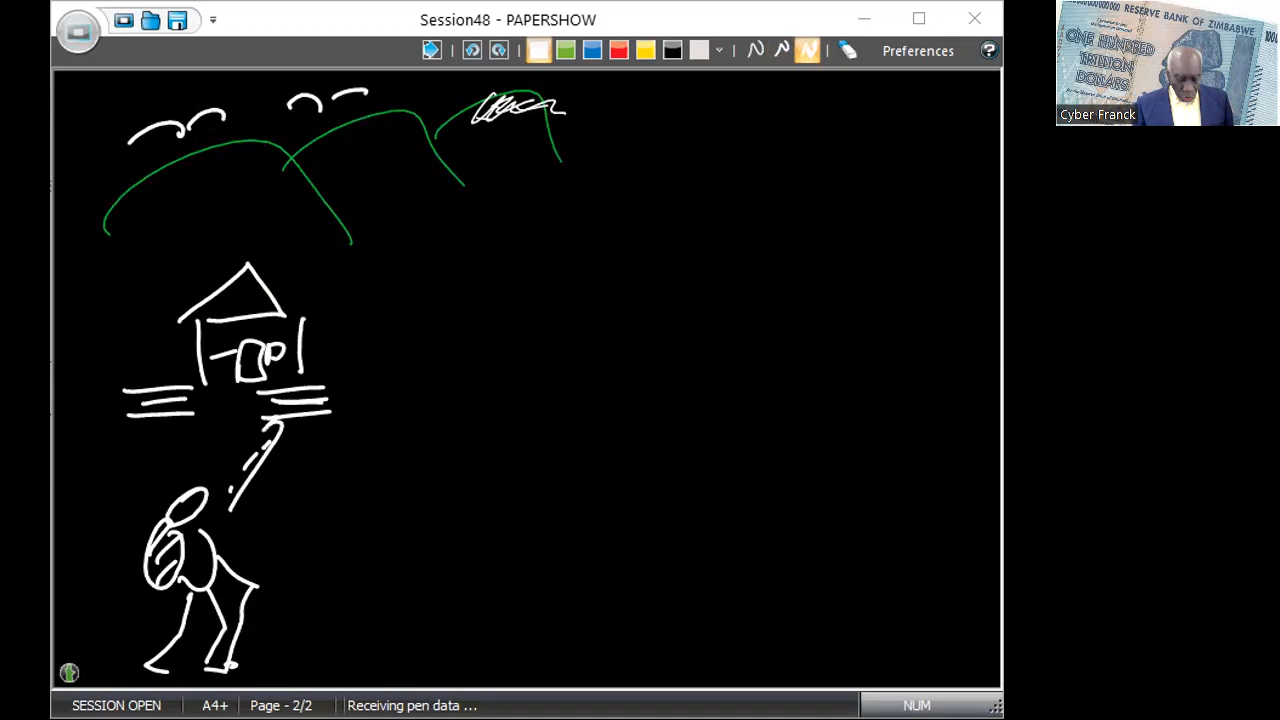 Session48 - PAPERSHOW
Preferences
SESSION OPEN
A4+
Page - 2/2
Receiving pen data ...
NUM
RESERVE BANK OF ZIMBABWE
ONE HUNDRED
TRILLION
DOLLARS
Cyber Franck